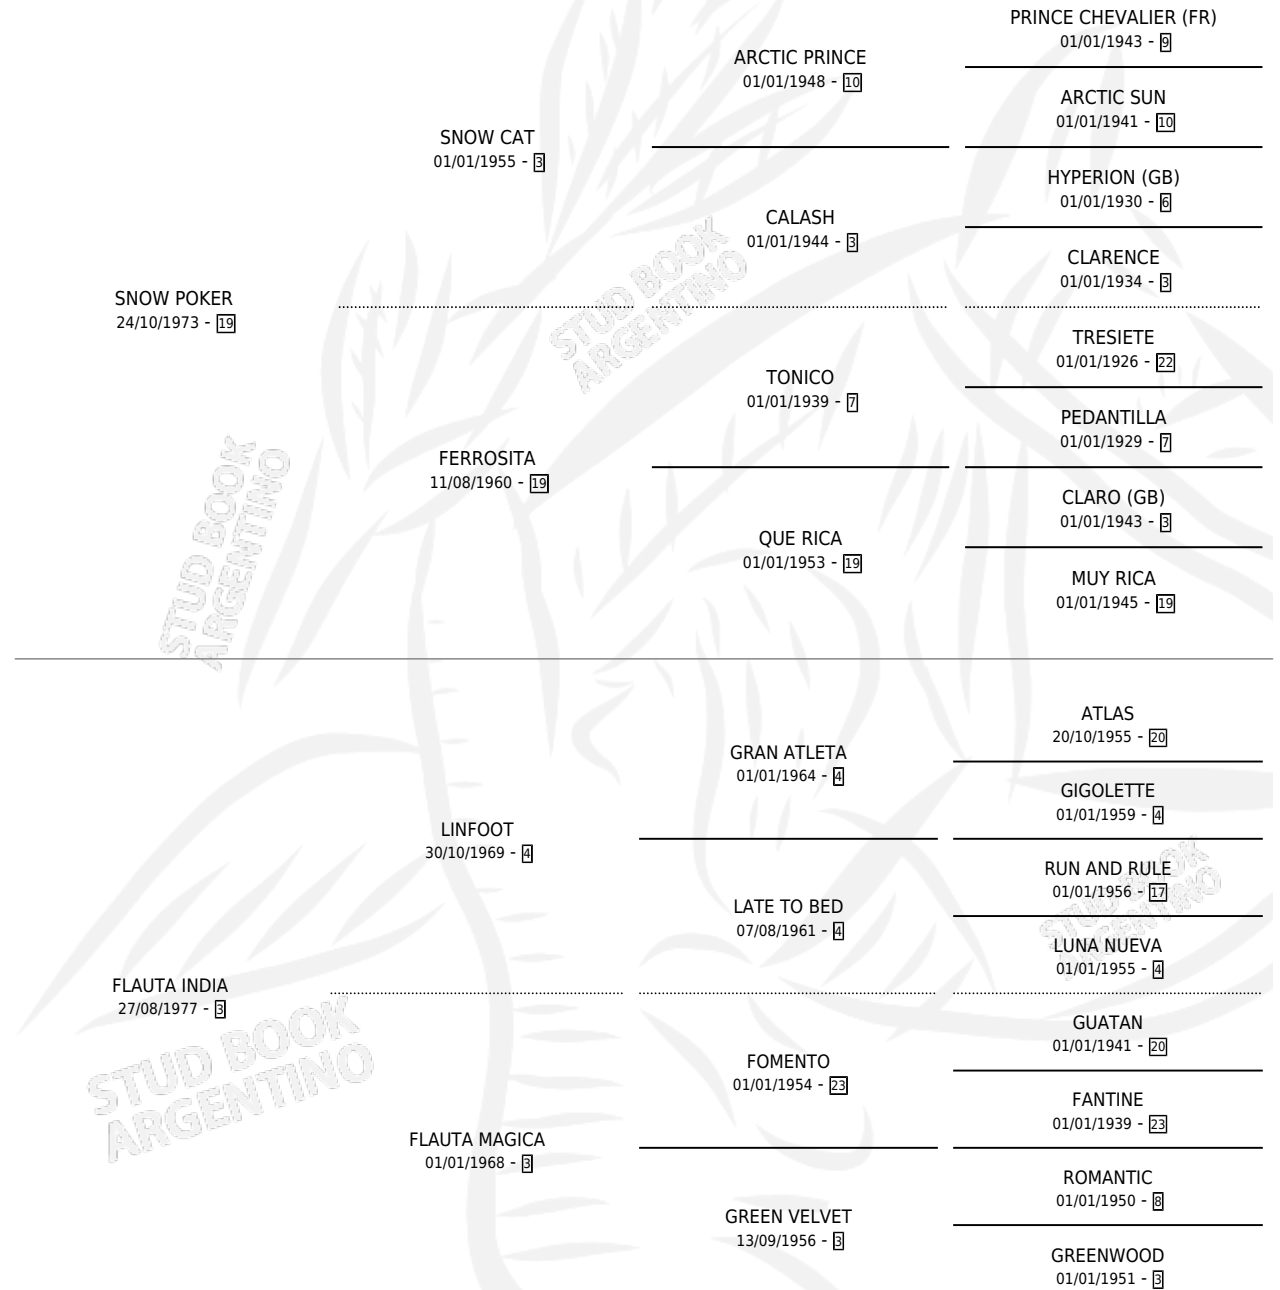 PRINCE CHEVALIER (FR)
01/01/1943 - 9
ARCTIC PRINCE
01/01/1948 - 10
ARCTIC SUN
01/01/1941 - 10
SNOW CAT
01/01/1955 - 3
HYPERION (GB)
01/01/1930 - 6
CALASH
01/01/1944 - 3
CLARENCE
01/01/1934 - 3
SNOW POKER
24/10/1973 - 19
STUD BOOK
ARGENTINO
TRESIETE
01/01/1926 - 22
TONICO
01/01/1939 - 7
PEDANTILLA
01/01/1929 - 7
FERROSITA
11/08/1960 - 19
CLARO (GB)
01/01/1943 - 3
QUE RICA
01/01/1953 - 19
MUY RICA
01/01/1945 - 19
STUD BOOK
ARGENTINO
ATLAS
20/10/1955 - 20
GRAN ATLETA
01/01/1964 - 4
GIGOLETTE
01/01/1959 - 4
LINFOOT
30/10/1969 - 4
RUN AND RULE
01/01/1956 - 17
LATE TO BED
07/08/1961 - 4
STUD BOOK
ARGENTINO
LUNA NUEVA
01/01/1955 - 4
FLAUTA INDIA
27/08/1977 - 3
GUATAN
01/01/1941 - 20
FOMENTO
01/01/1954 - 23
FANTINE
01/01/1939 - 23
STUD BOOK
ARGENTINO
FLAUTA MAGICA
01/01/1968 - 3
ROMANTIC
01/01/1950 - 8
GREEN VELVET
13/09/1956 - 3
GREENWOOD
01/01/1951 - 3